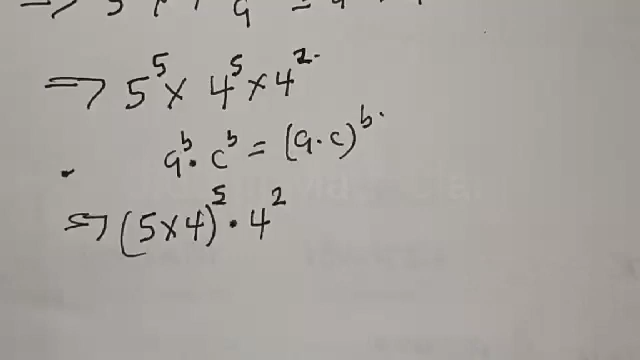 ⇒ 5^5 × 4^5 × 4^2.
a^b · c^b = (a·c)^b.
⇒ (5×4)^5 · 4^2